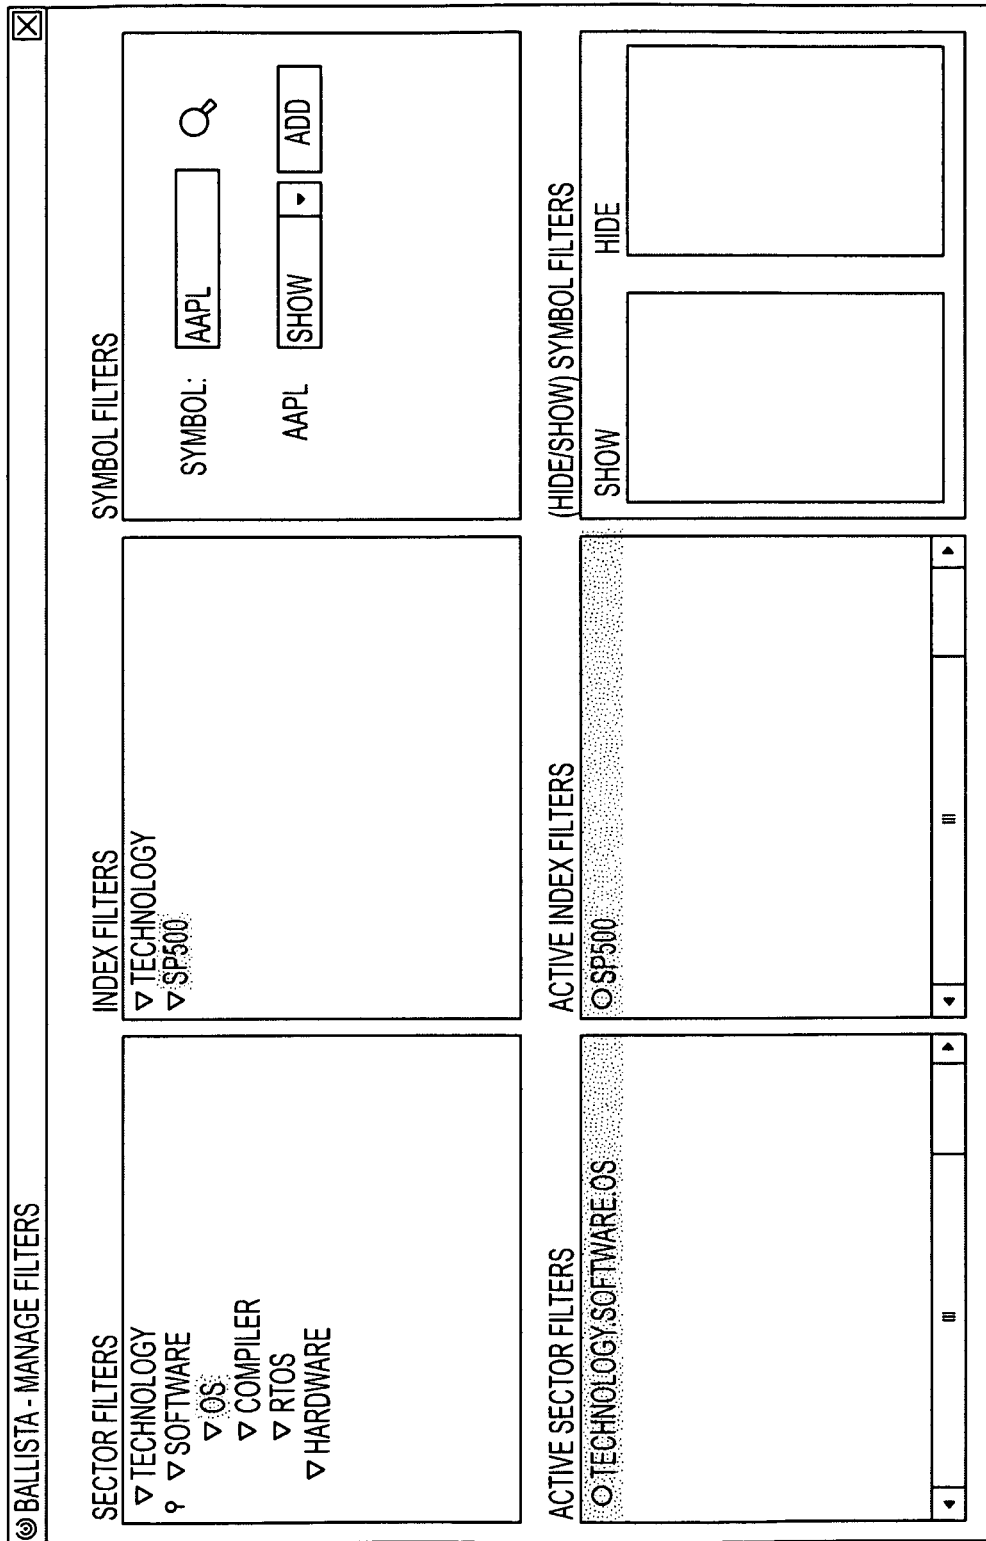 BALLISTA - MANAGE FILTERS
SECTOR FILTERS
TECHNOLOGY
SOFTWARE
OS
COMPILER
RTOS
HARDWARE
INDEX FILTERS
TECHNOLOGY
SP500
SYMBOL FILTERS
SYMBOL: AAPL
AAPL SHOW ADD
ACTIVE SECTOR FILTERS
TECHNOLOGY.SOFTWARE.OS
ACTIVE INDEX FILTERS
SP500
(HIDE/SHOW) SYMBOL FILTERS
SHOW HIDE